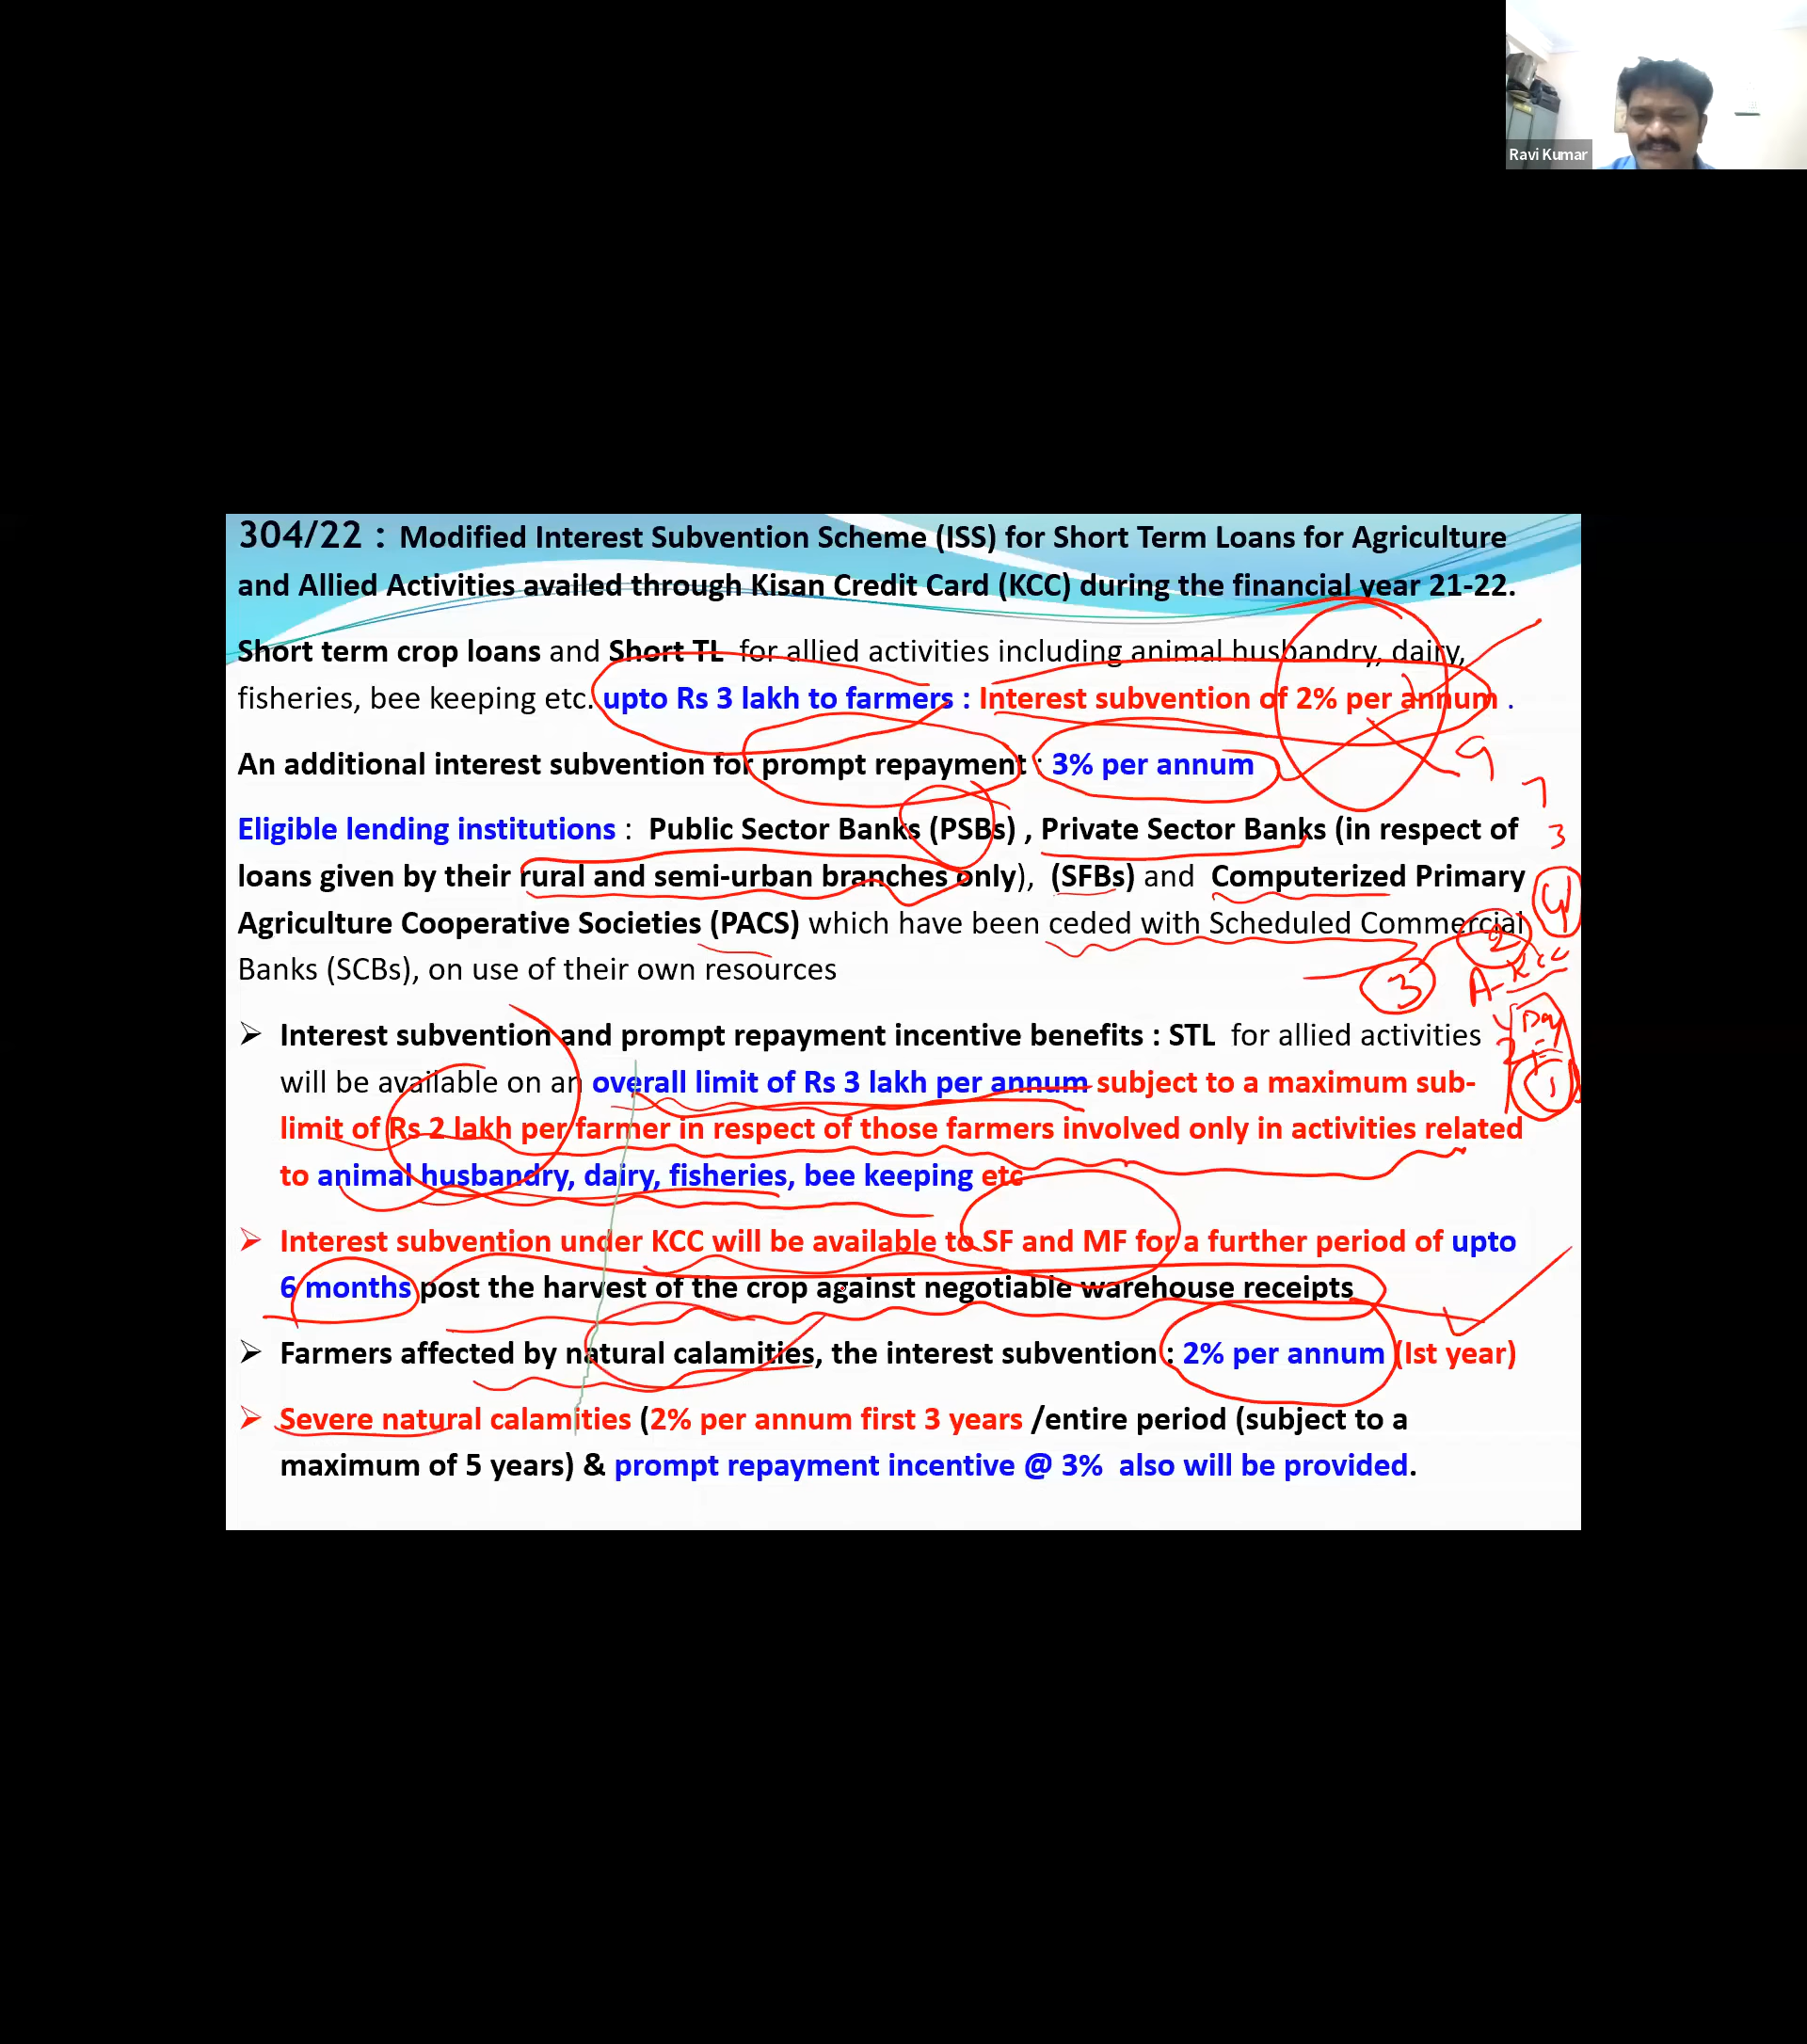 Ravi Kumar
304/22 : Modified Interest Subvention Scheme (ISS) for Short Term Loans for Agriculture
and Allied Activities availed through Kisan Credit Card (KCC) during the financial year 21-22.
Short term crop loans and Short TL for allied activities including animal husbandry, dairy,
fisheries, bee keeping etc. upto Rs 3 lakh to farmers : Interest subvention of 2% per annum .
An additional interest subvention for prompt repayment : 3% per annum
9
7
Eligible lending institutions : Public Sector Banks (PSBs) , Private Sector Banks (in respect of
3
loans given by their rural and semi-urban branches only), (SFBs) and Computerized Primary
4
Agriculture Cooperative Societies (PACS) which have been ceded with Scheduled Commercial
2
Banks (SCBs), on use of their own resources
3
A-KCC
Interest subvention and prompt repayment incentive benefits : STL for allied activities
will be available on an overall limit of Rs 3 lakh per annum subject to a maximum sub-
1
limit of Rs 2 lakh per farmer in respect of those farmers involved only in activities related
to animal husbandry, dairy, fisheries, bee keeping etc
Interest subvention under KCC will be available to SF and MF for a further period of upto
6 months post the harvest of the crop against negotiable warehouse receipts
Farmers affected by natural calamities, the interest subvention : 2% per annum (Ist year)
Severe natural calamities (2% per annum first 3 years /entire period (subject to a
maximum of 5 years) & prompt repayment incentive @ 3% also will be provided.